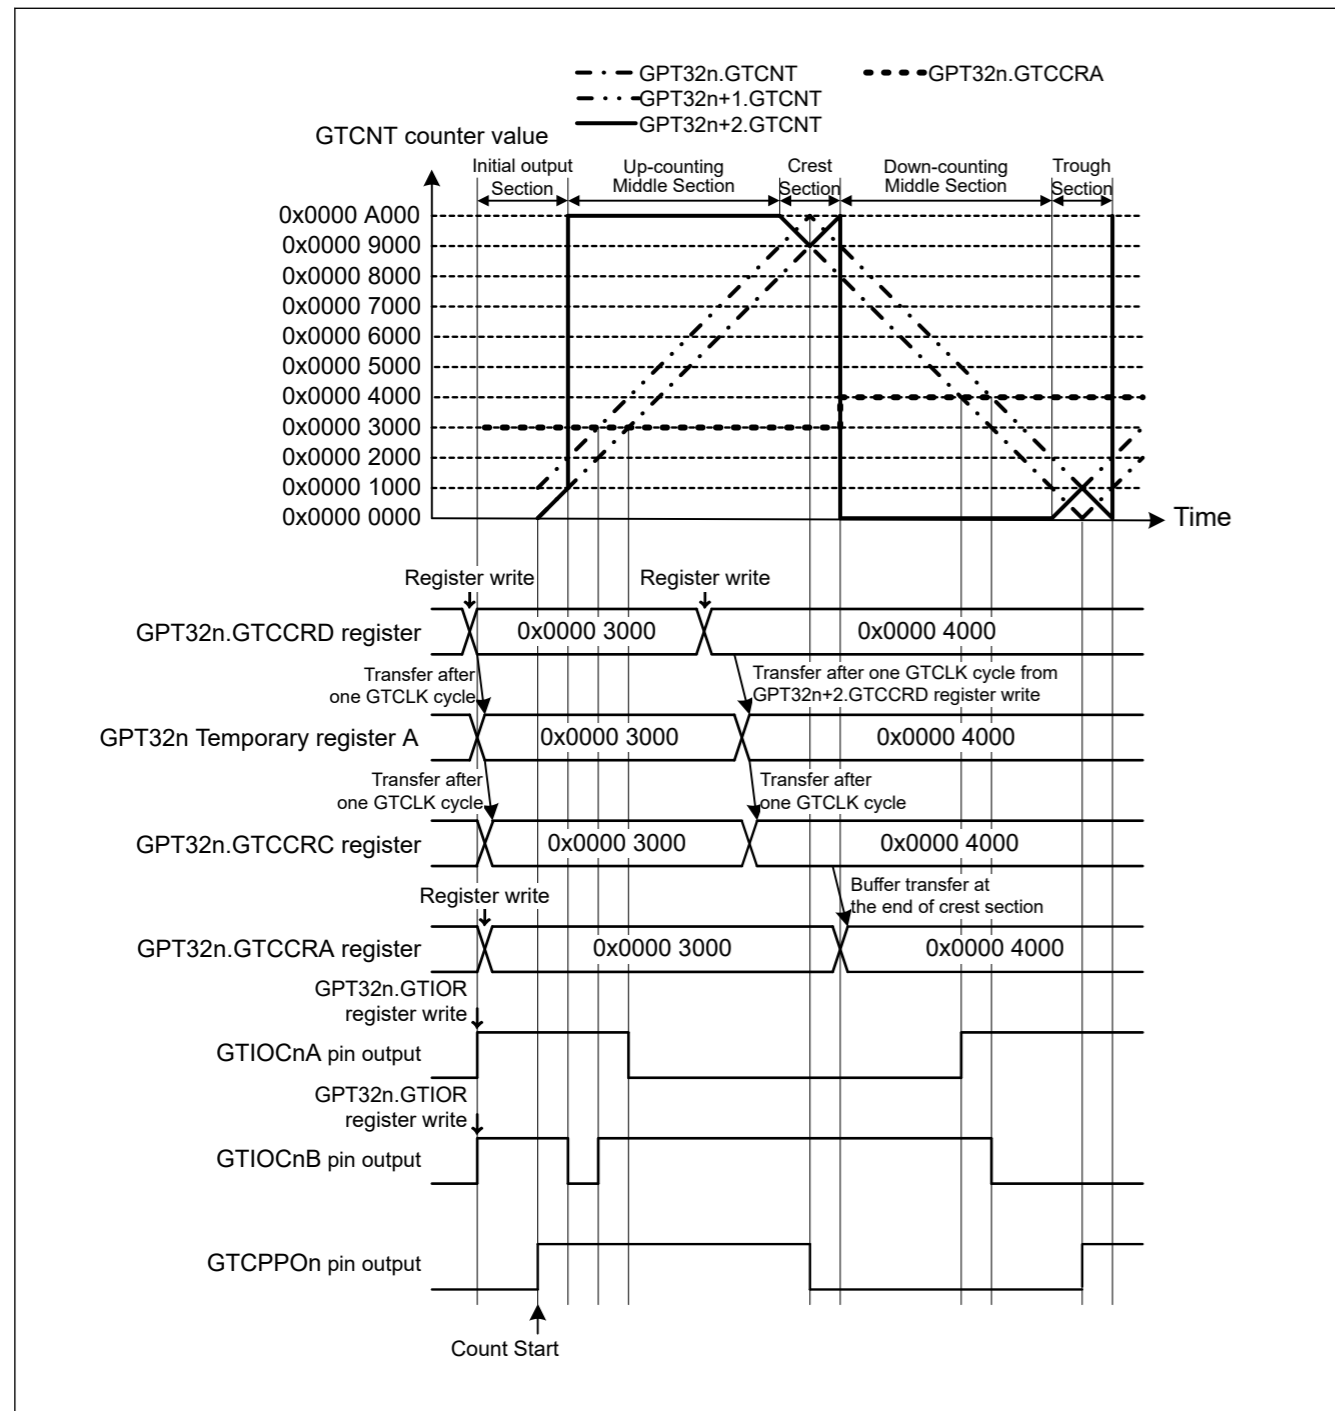 GPT32n.GTCNT
GPT32n.GTCCRA
GPT32n+1.GTCNT
GPT32n+2.GTCNT
GTCNT counter value
Initial output
Section
Up-counting
Middle Section
Crest
Section
Down-counting
Middle Section
Trough
Section
0x0000 A000
0x0000 9000
0x0000 8000
0x0000 7000
0x0000 6000
0x0000 5000
0x0000 4000
0x0000 3000
0x0000 2000
0x0000 1000
0x0000 0000
Time
Register write
Register write
GPT32n.GTCCRD register
0x0000 3000
0x0000 4000
Transfer after
one GTCLK cycle
Transfer after one GTCLK cycle from
GPT32n+2.GTCCRD register write
GPT32n Temporary register A
0x0000 3000
0x0000 4000
Transfer after
one GTCLK cycle
Transfer after
one GTCLK cycle
GPT32n.GTCCRC register
0x0000 3000
0x0000 4000
Register write
Buffer transfer at
the end of crest section
GPT32n.GTCCRA register
0x0000 3000
0x0000 4000
GPT32n.GTIOR
register write
GTIOCnA pin output
GPT32n.GTIOR
register write
GTIOCnB pin output
GTCPPOn pin output
Count Start